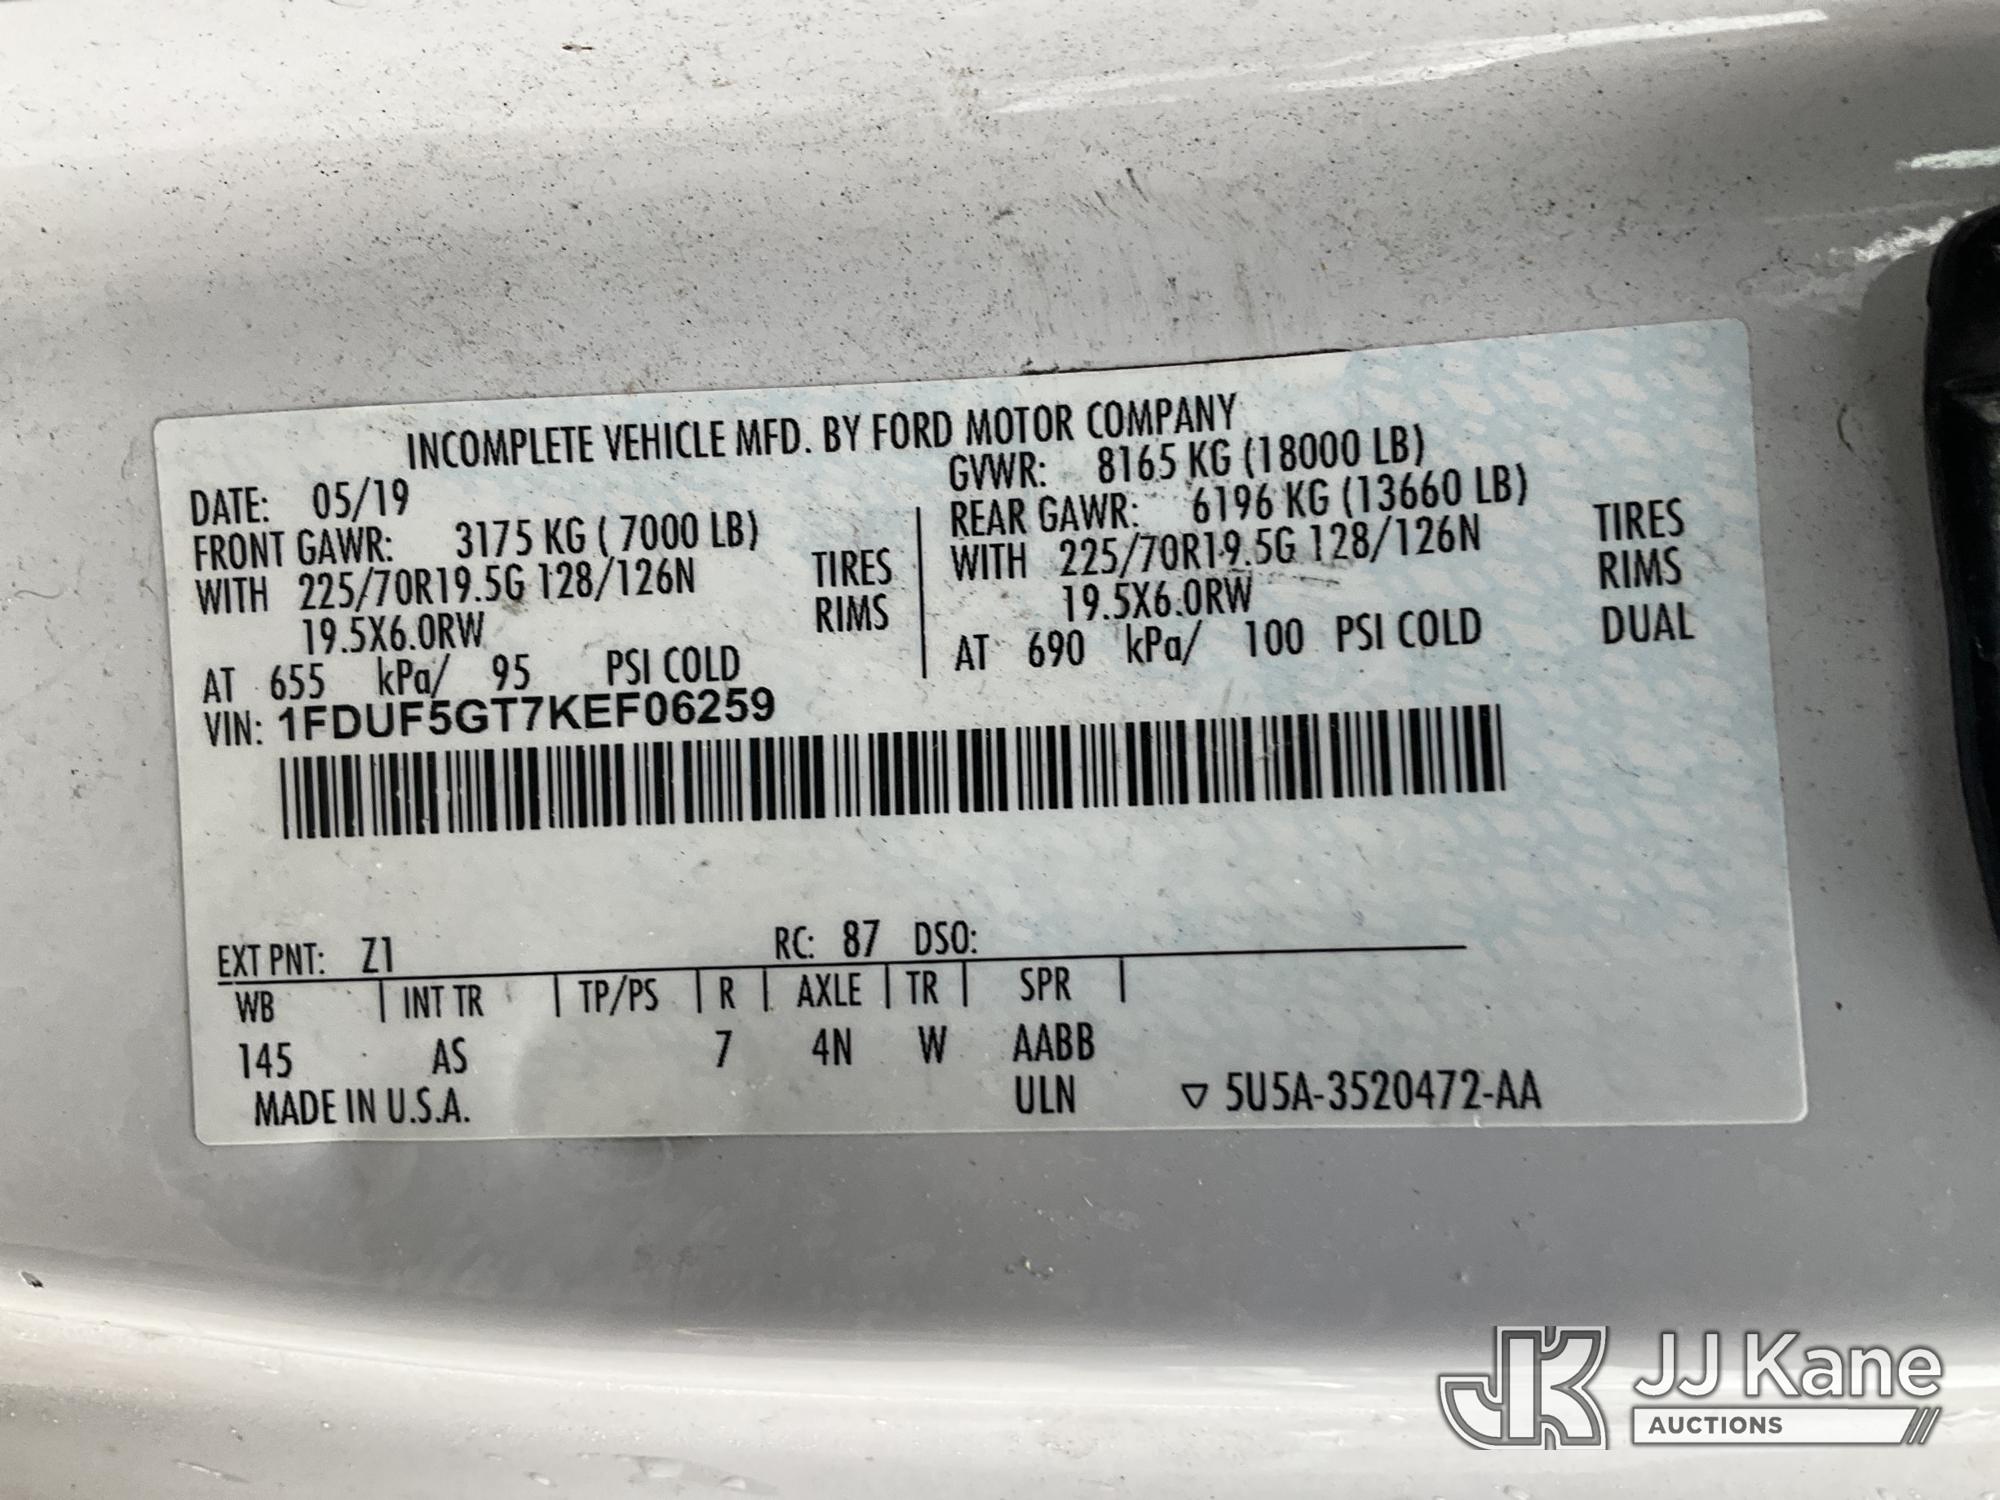 INCOMPLETE VEHICLE MFD. BY FORD MOTOR COMPANY
DATE: 05/19
GVWR: 8165 KG (18000 LB)
FRONT GAWR: 3175 KG ( 7000 LB)
REAR GAWR: 6196 KG (13660 LB)
WITH 225/70R19.5G 128/126N TIRES
WITH 225/70R19.5G 128/126N TIRES
19.5X6.0RW RIMS
19.5X6.0RW RIMS
AT 655 kPa/ 95 PSI COLD
AT 690 kPa/ 100 PSI COLD DUAL
VIN: 1FDUF5GT7KEF06259
EXT PNT: Z1 RC: 87 DSO:
WB | INT TR | TP/PS | R | AXLE | TR | SPR |
145 AS 7 4N W AABB
MADE IN U.S.A. ULN ▽ 5U5A-3520472-AA
JK JJ Kane
AUCTIONS